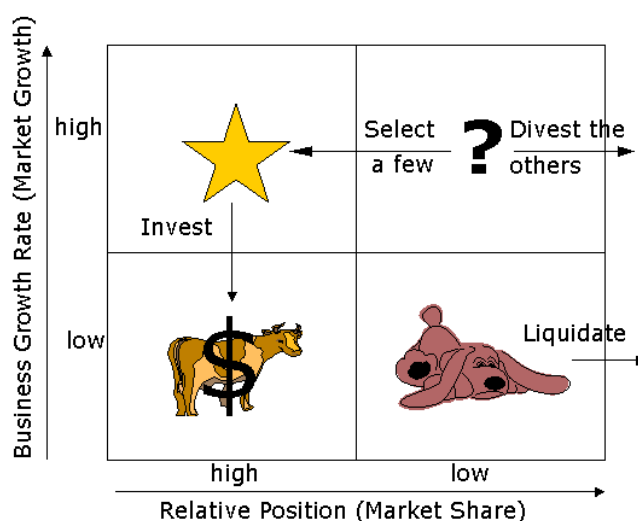 Business Growth Rate (Market Growth)
high
Select
a few
?
Divest the
others
Invest
low
$
Liquidate
high
low
Relative Position (Market Share)